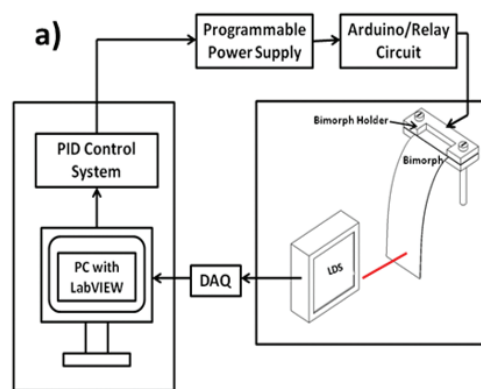 a)
Programmable
Power Supply
Arduino/Relay
Circuit
PID Control
System
PC with
LabVIEW
DAQ
LDS
Bimorph Holder
Bimorph